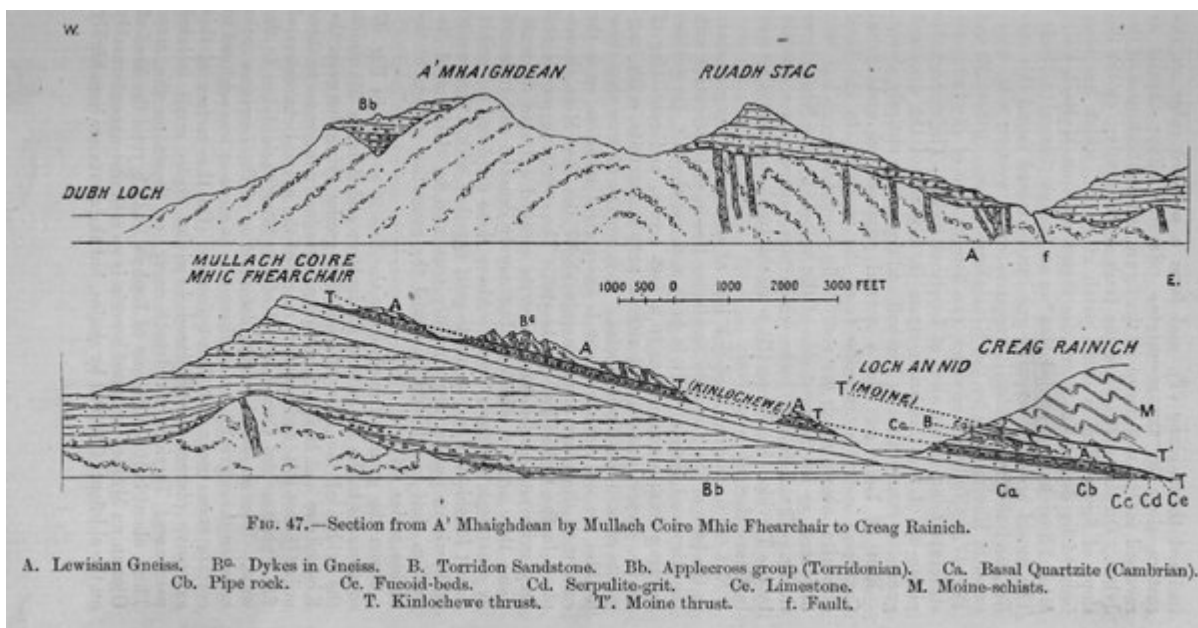 W.
A'MHAIGHDEAN
RUADH STAC
Bb
DUBH LOCH
A f
MULLACH COIRE
MHIC FHEARCHAIR
E.
1000 500 0 1000 2000 3000 FEET
T A
Ba A
CREAG RAINICH
LOCH AN NID
T (KINLOCHEWE) A T
T' (MOINE)
Ca B A M
T'
T
Bb Ca Cb
Cc Cd Ce
FIG. 47.—Section from A' Mhaighdean by Mullach Coire Mhic Fhearchair to Creag Rainich.
A. Lewisian Gneiss. Ba. Dykes in Gneiss. B. Torridon Sandstone. Bb. Applecross group (Torridonian). Ca. Basal Quartzite (Cambrian).
Cb. Pipe rock. Cc. Fucoid-beds. Cd. Serpulite-grit. Ce. Limestone. M. Moine-schists.
T. Kinlochewe thrust. T'. Moine thrust. f. Fault.